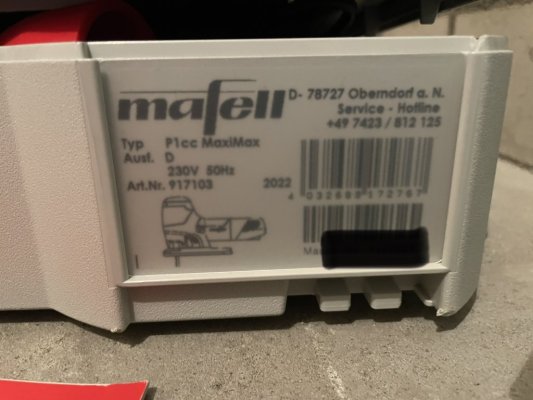 mafell
D- 78727 Oberndorf a. N.
Service - Hotline
+49 7423 / 812 125
Typ P1cc MaxiMax
Ausf. D
230V 50Hz
Art.Nr. 917103
2022
4 032689 172767